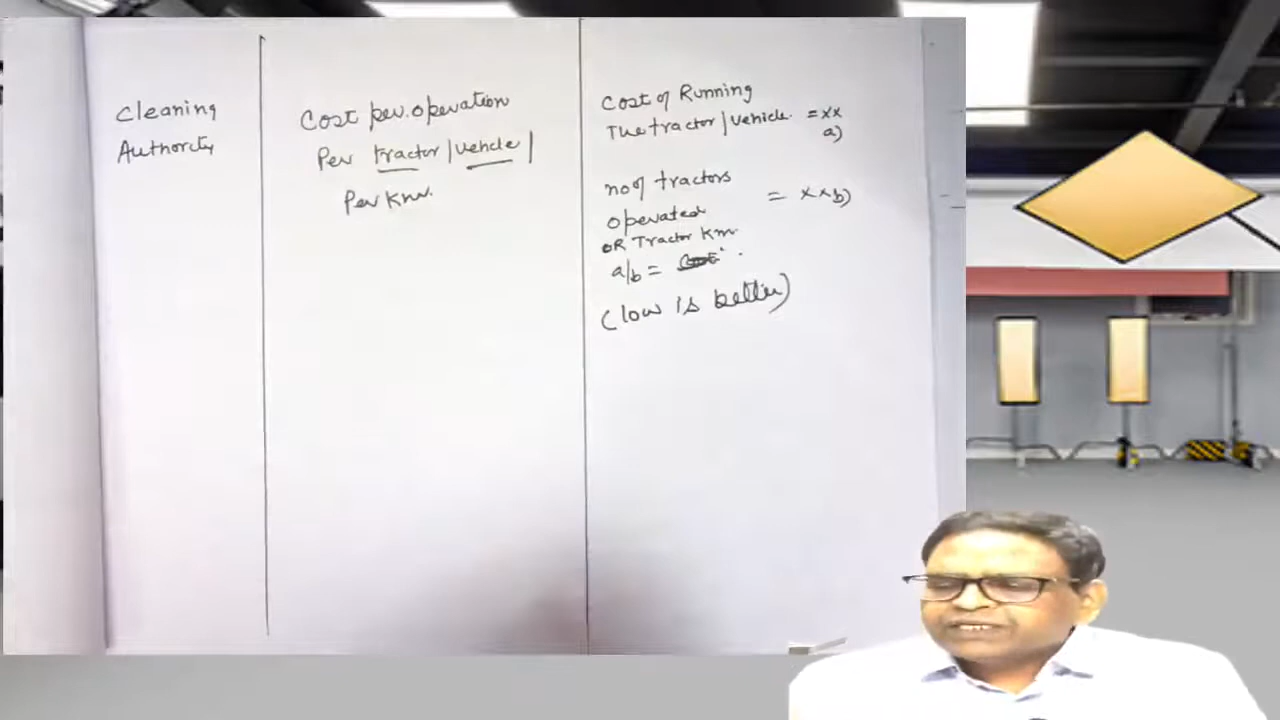 Cleaning
Authority
Cost per operation
Per tractor / vehicle /
Per Km.
Cost of Running
The tractor / vehicle. = xx
a)
no of tractors
operated
= xx b)
OR Tractor Km
a/b =
(low is better)